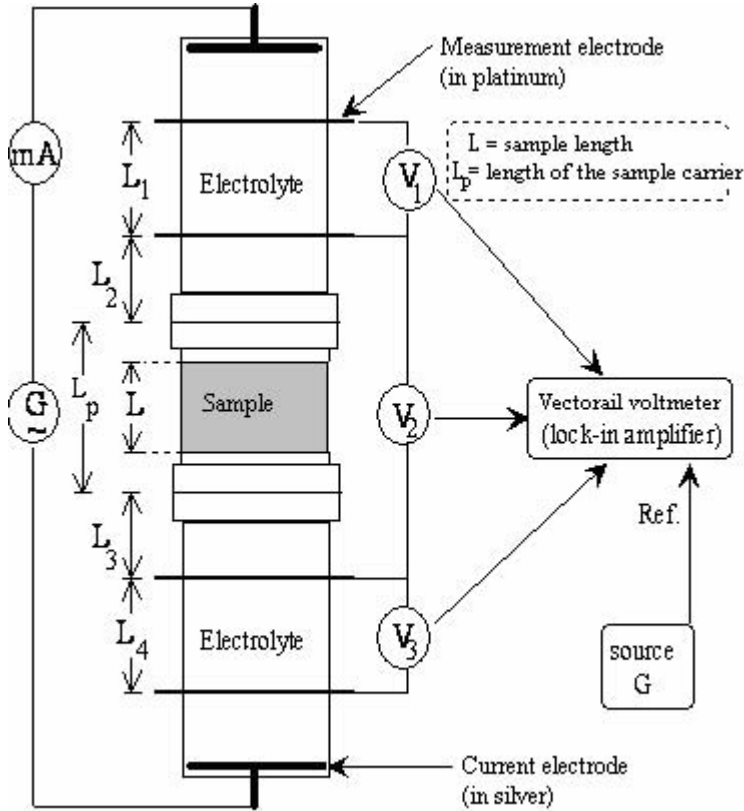 Measurement electrode
(in platinum)
mA
L1
Electrolyte
V1
L = sample length
Lp= length of the sample carrier
L2
Lp
L
Sample
G
~
V2
Vectorail voltmeter
(lock-in amplifier)
Ref.
L3
L4
Electrolyte
V3
source
G
Current electrode
(in silver)